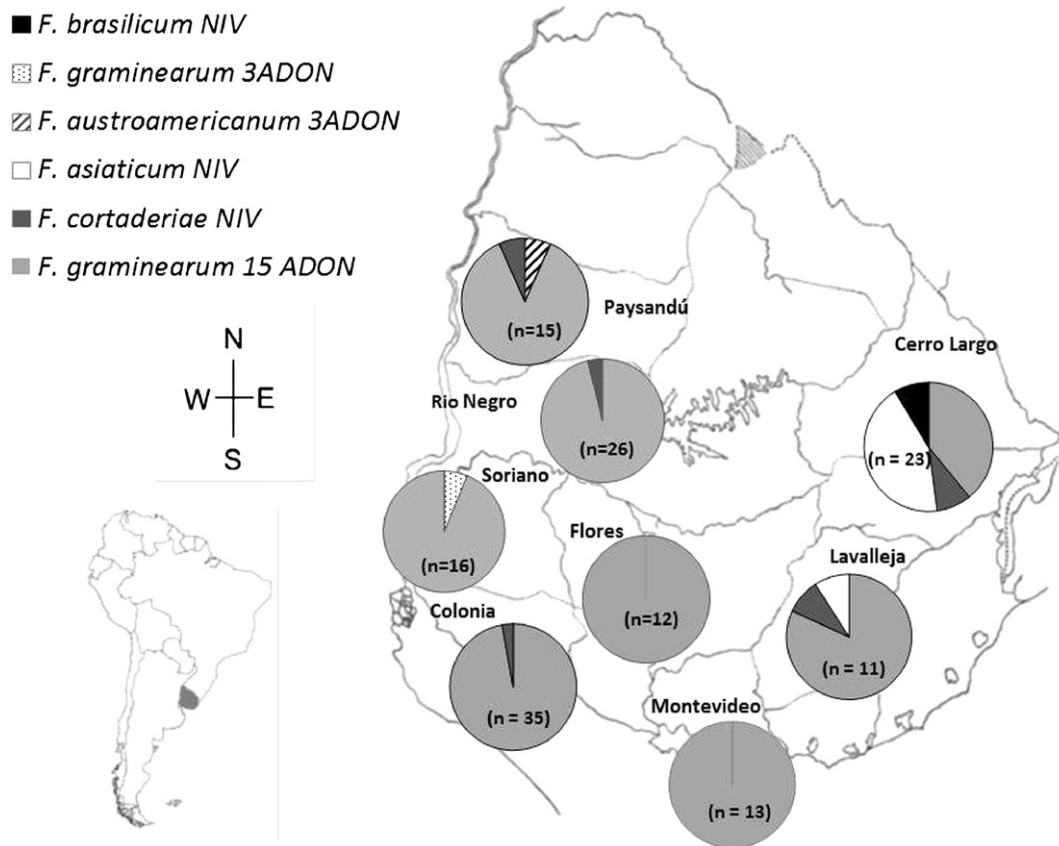 F. brasilicum NIV
F. graminearum 3ADON
F. austroamericanum 3ADON
F. asiaticum NIV
F. cortaderiae NIV
F. graminearum 15 ADON
N
W E
S
Paysandú
(n=15)
Cerro Largo
(n = 23)
Rio Negro
(n=26)
Soriano
(n=16)
Flores
(n=12)
Lavalleja
(n = 11)
Colonia
(n = 35)
Montevideo
(n = 13)